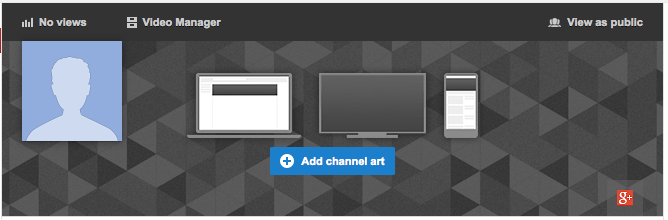 No views
Video Manager
View as public
Add channel art
g+